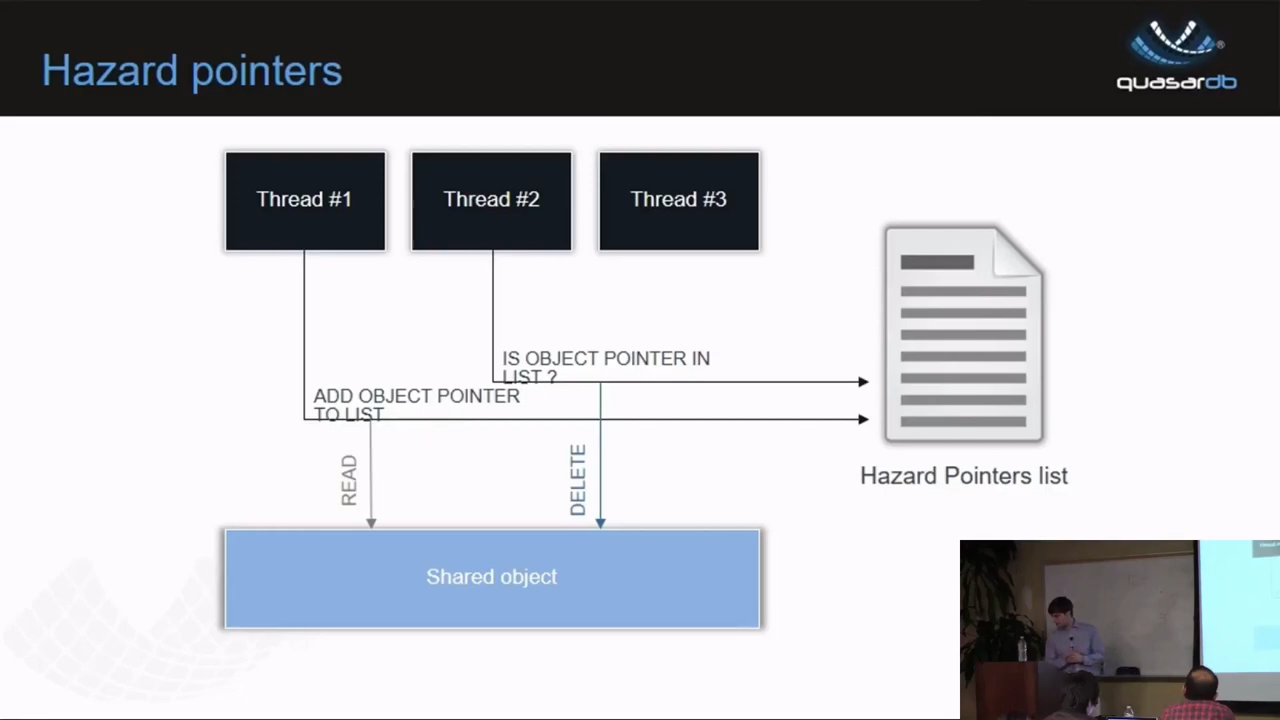 Hazard pointers
quasardb
Thread #1
Thread #2
Thread #3
IS OBJECT POINTER IN
LIST ?
ADD OBJECT POINTER
TO LIST
READ
DELETE
Hazard Pointers list
Shared object